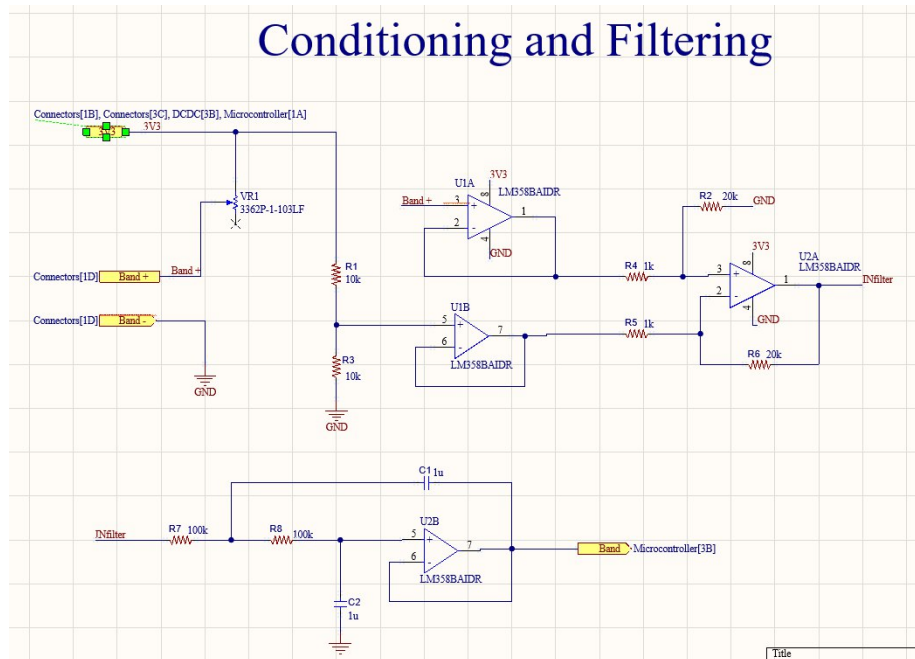 Conditioning and Filtering
Connectors[1B], Connectors[3C], DCDC[3B], Microcontroller[1A]
3V3
VR1
3362P-1-103LF
Connectors[1D] Band + Band +
Connectors[1D] Band -
GND
R1
10k
R3
10k
GND
U1A
3V3
LM358BAIDR
Band +
3
2
8
4
1
GND
U1B
5
6
7
LM358BAIDR
R2 20k
GND
R4 1k
R5 1k
3V3
U2A
LM358BAIDR
3
2
8
4
1
INfilter
GND
R6 20k
C1 1u
INfilter
R7 100k
R8 100k
U2B
5
6
7
LM358BAIDR
Band Microcontroller[3B]
C2
1u
Title